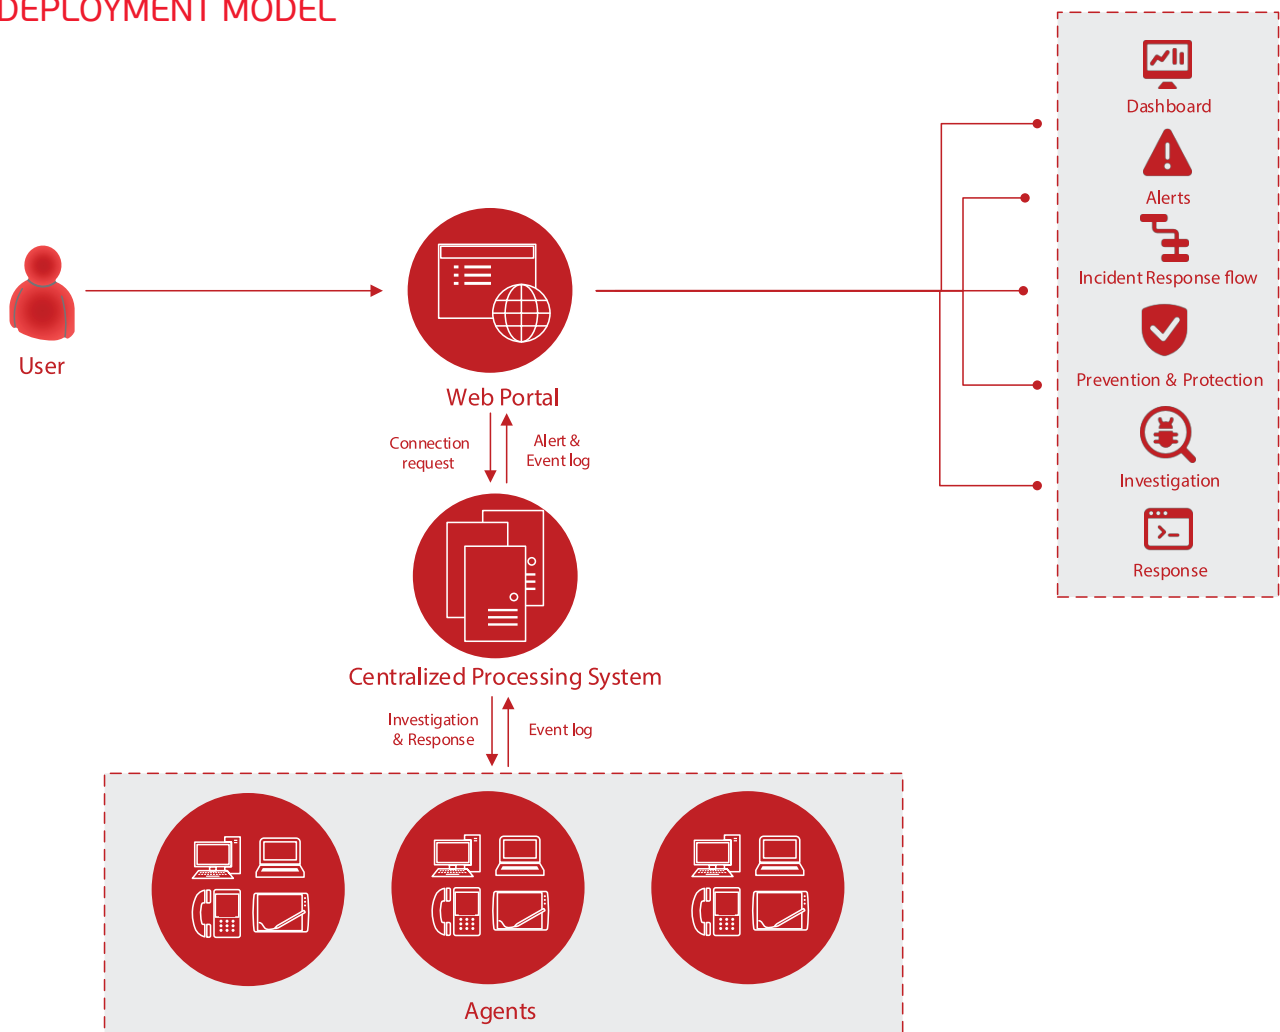 DEPLOYMENT MODEL
Dashboard
Alerts
Incident Response flow
Prevention & Protection
Investigation
Response
User
Web Portal
Connection
request
Alert &
Event log
Centralized Processing System
Investigation
& Response
Event log
Agents